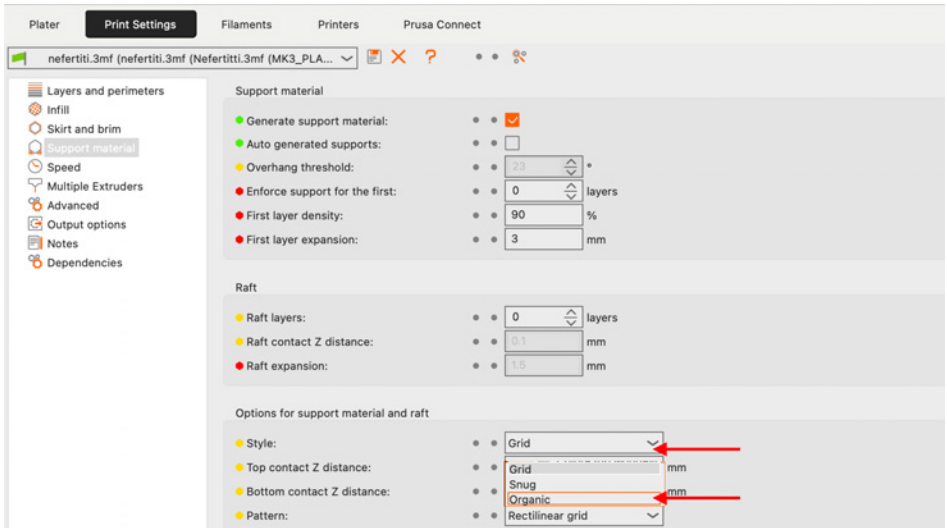 Plater Print Settings Filaments Printers Prusa Connect
nefertiti.3mf (nefertiti.3mf (Nefertitti.3mf (MK3_PLA... ?
Layers and perimeters
Infill
Skirt and brim
Support material
Speed
Multiple Extruders
Advanced
Output options
Notes
Dependencies
Support material
Generate support material:
Auto generated supports:
Overhang threshold: 23 °
Enforce support for the first: 0 layers
First layer density: 90 %
First layer expansion: 3 mm
Raft
Raft layers: 0 layers
Raft contact Z distance: 0.1 mm
Raft expansion: 1.5 mm
Options for support material and raft
Style: Grid
Top contact Z distance: mm
Grid
Snug
Organic
Bottom contact Z distance: mm
Pattern: Rectilinear grid